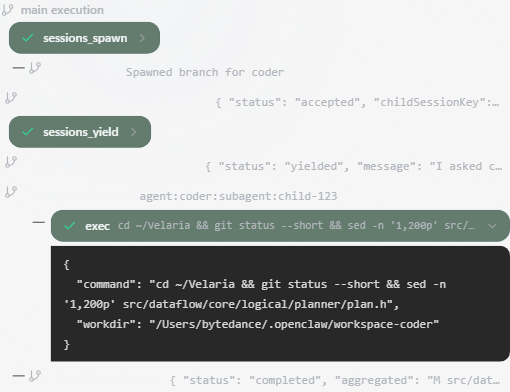 main execution
sessions_spawn
Spawned branch for coder
{ "status": "accepted", "childSessionKey":…
sessions_yield
{ "status": "yielded", "message": "I asked c…
agent:coder:subagent:child-123
exec cd ~/Velaria && git status --short && sed -n '1,200p' src/…
{
"command": "cd ~/Velaria && git status --short && sed -n
'1,200p' src/dataflow/core/logical/planner/plan.h",
"workdir": "/Users/bytedance/.openclaw/workspace-coder"
}
{ "status": "completed", "aggregated": "M src/dat…